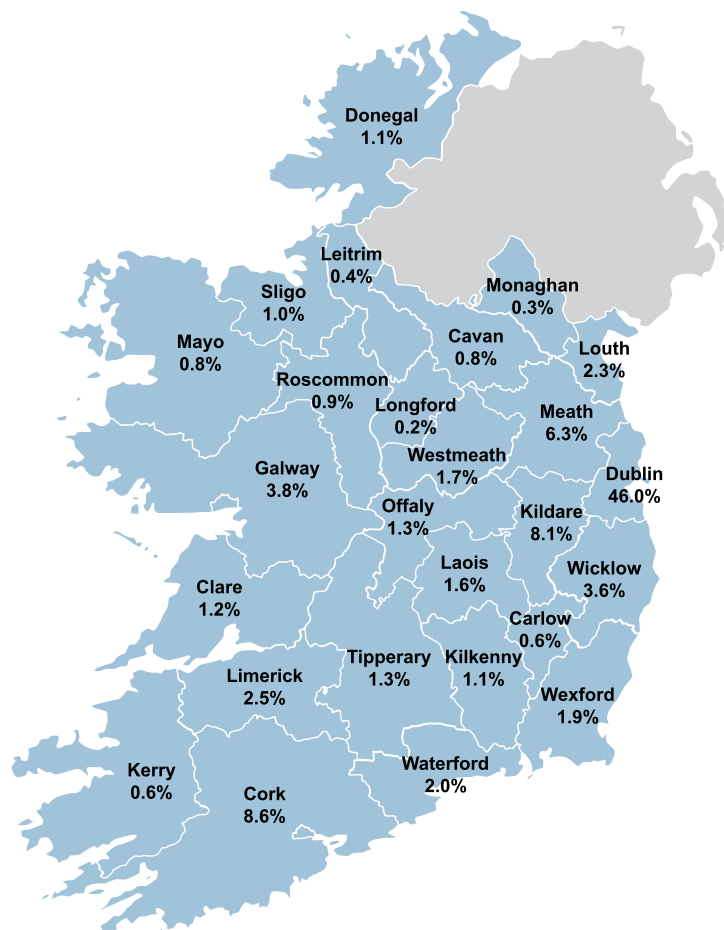 Donegal
1.1%
Leitrim
0.4%
Monaghan
0.3%
Sligo
1.0%
Cavan
0.8%
Mayo
0.8%
Louth
2.3%
Roscommon
0.9%
Longford
0.2%
Meath
6.3%
Westmeath
1.7%
Galway
3.8%
Dublin
46.0%
Offaly
1.3%
Kildare
8.1%
Laois
1.6%
Wicklow
3.6%
Clare
1.2%
Carlow
0.6%
Tipperary
1.3%
Kilkenny
1.1%
Limerick
2.5%
Wexford
1.9%
Waterford
2.0%
Kerry
0.6%
Cork
8.6%